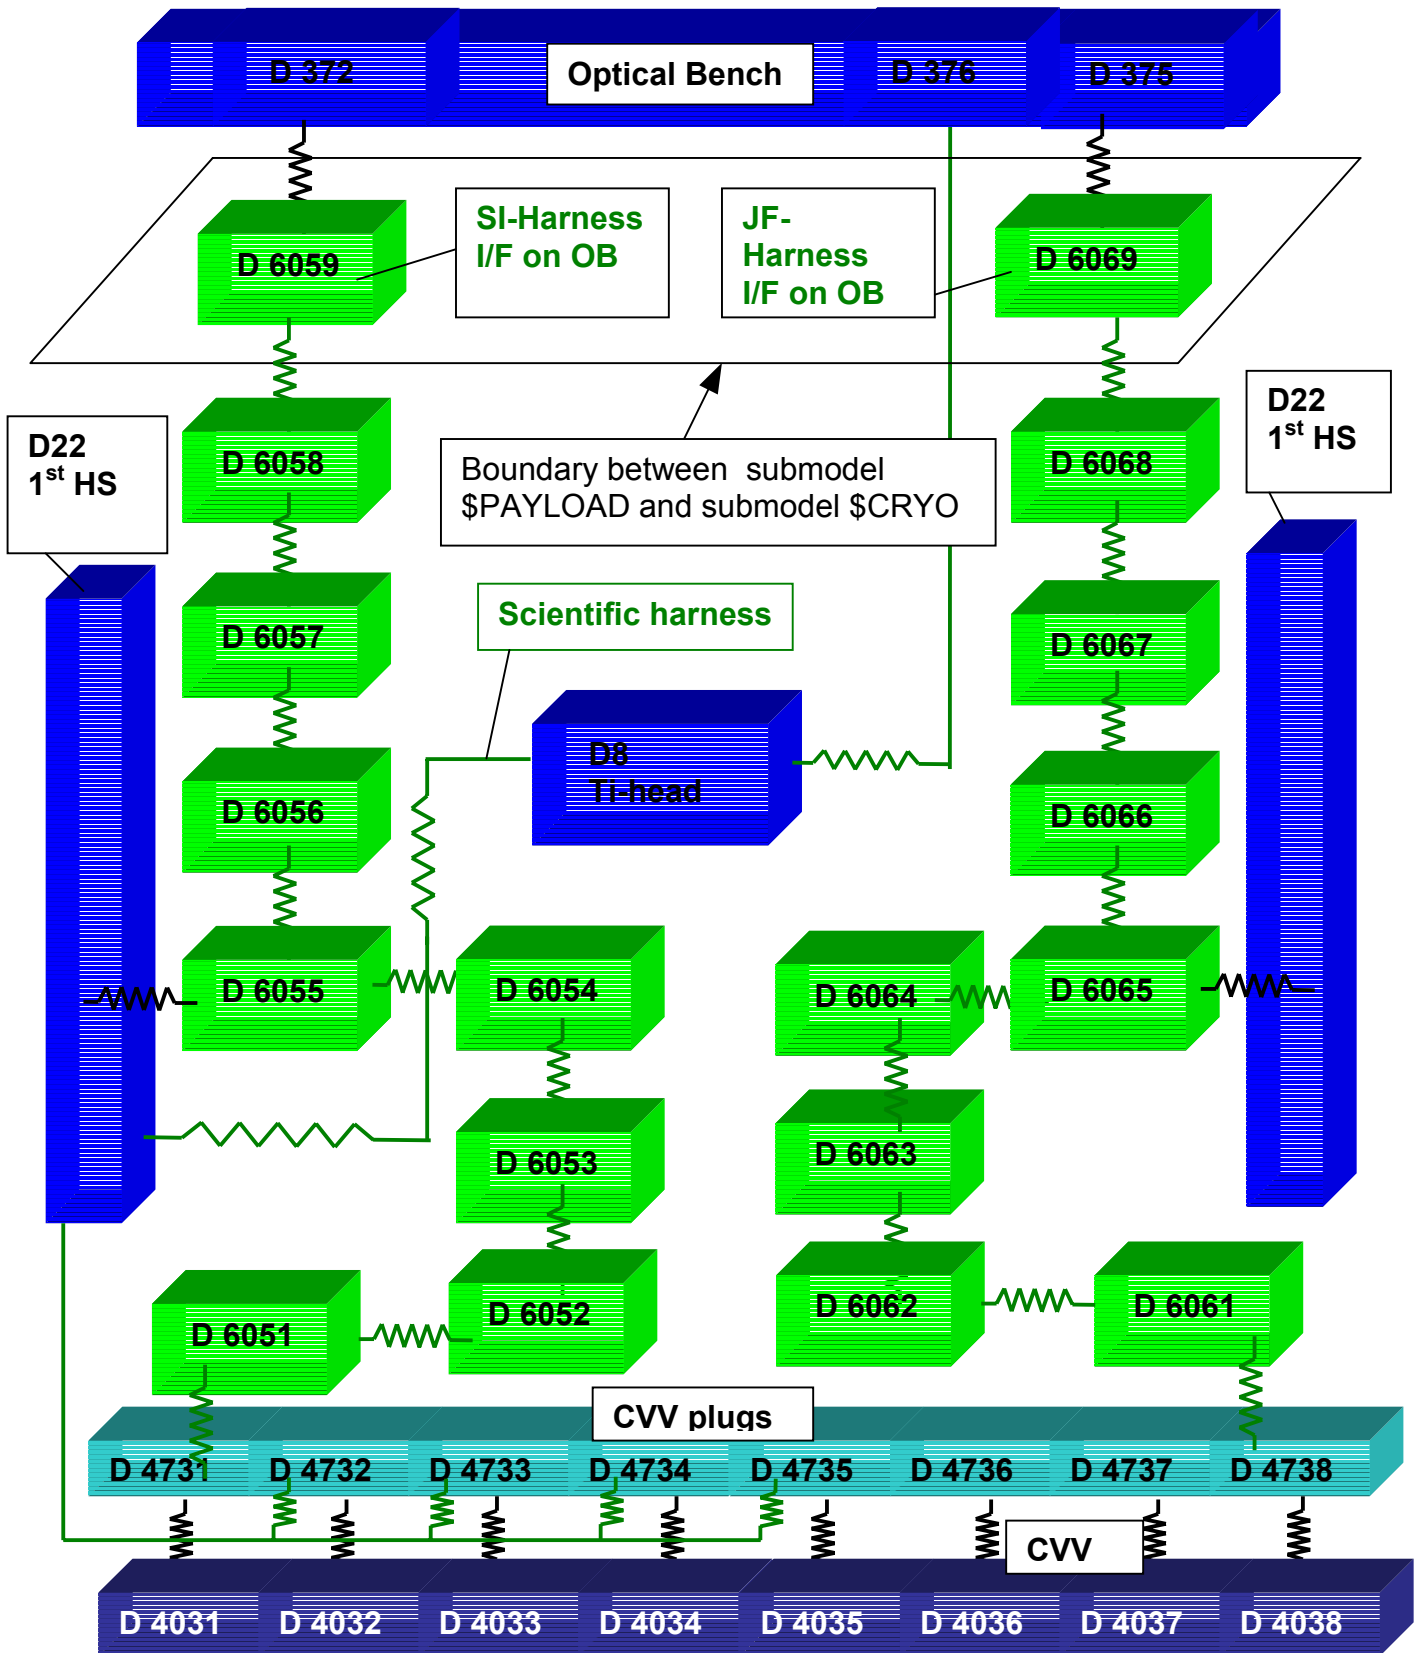 D 372
Optical Bench
D 376
D 375
SI-Harness
I/F on OB
JF-
Harness
I/F on OB
D 6059
D 6069
D22
1st HS
D22
1st HS
D 6058
D 6068
Boundary between submodel
$PAYLOAD and submodel $CRYO
Scientific harness
D 6057
D 6067
D8
Ti-head
D 6056
D 6066
D 6055
D 6054
D 6064
D 6065
D 6053
D 6063
D 6051
D 6052
D 6062
D 6061
CVV plugs
D 4731
D 4732
D 4733
D 4734
D 4735
D 4736
D 4737
D 4738
CVV
D 4031
D 4032
D 4033
D 4034
D 4035
D 4036
D 4037
D 4038